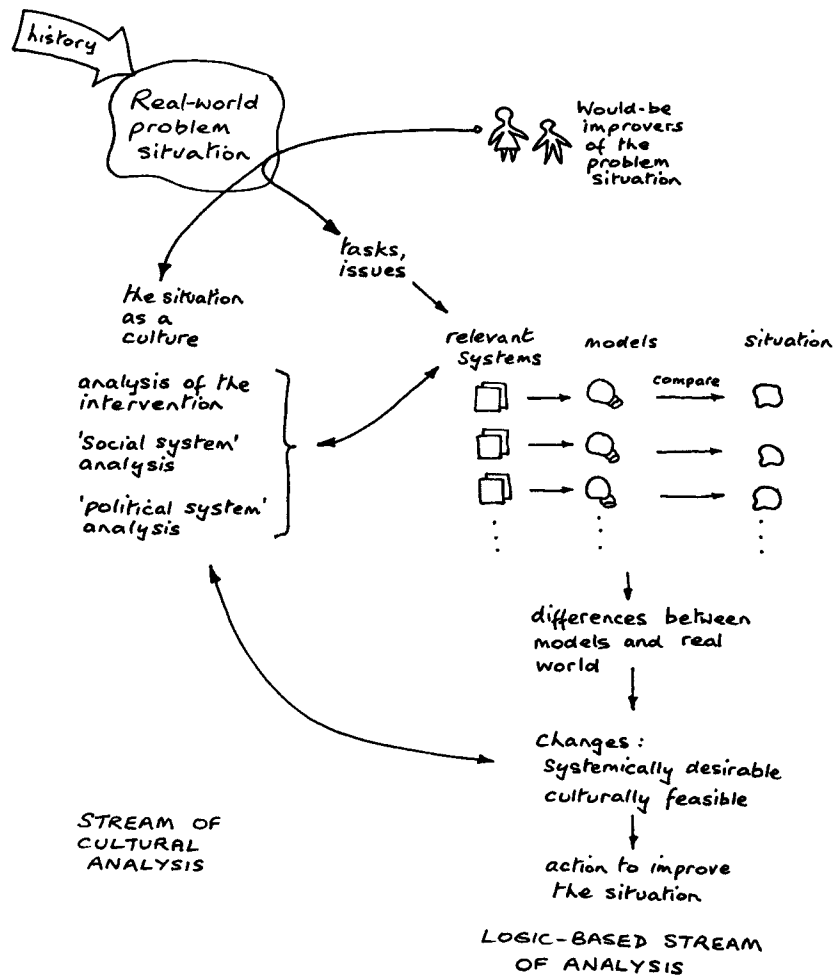 history
Real-world
problem
situation
Would-be
improvers
of the
problem
situation
tasks,
issues
the situation
as a
culture
analysis of the
intervention
'Social system'
analysis
'political system'
analysis
relevant
Systems
models
situation
compare
differences between
models and real
world
Changes:
Systemically desirable
culturally feasible
action to improve
the situation
STREAM OF
CULTURAL
ANALYSIS
LOGIC-BASED STREAM
OF ANALYSIS